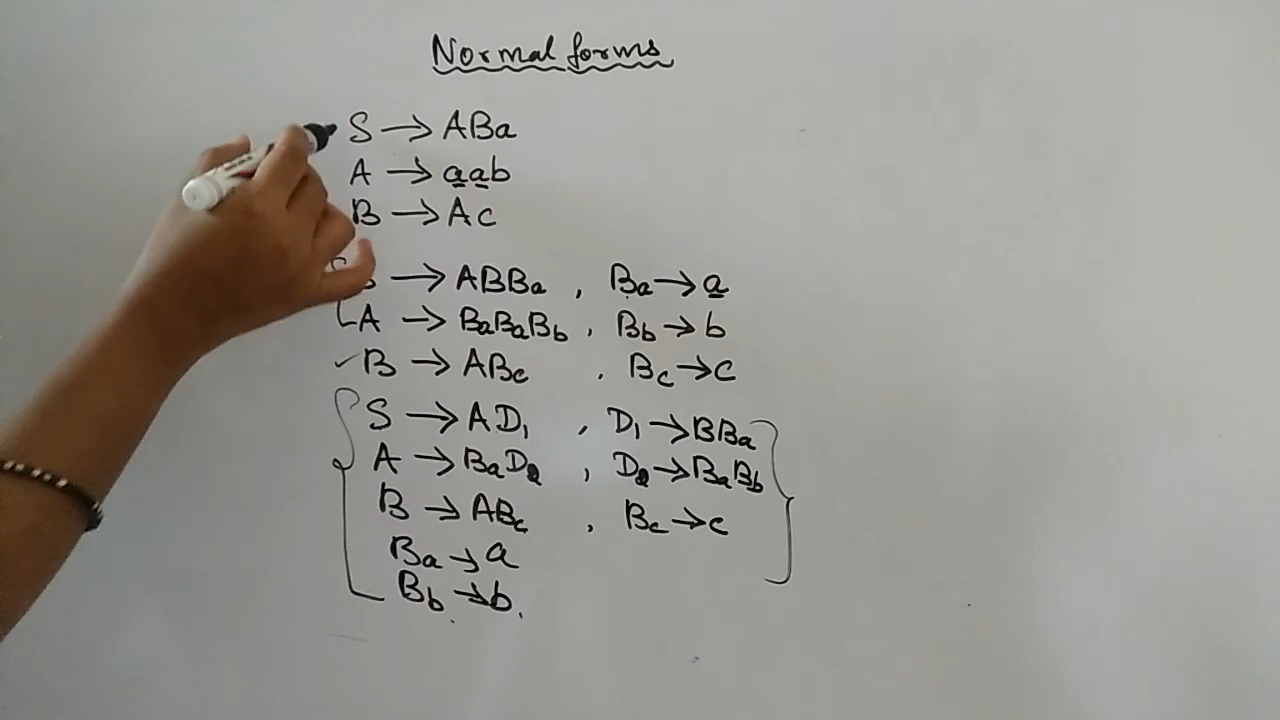 Normal forms
S → ABa
A → aab
B → Ac
→ ABBa , Ba → a
A → BaBaBb , Bb → b
✓ B → ABc , Bc → c
S → AD₁ , D₁ → BBa
A → BaD₂ , D₂ → BaBb
B → ABc , Bc → c
Ba → a
Bb → b.